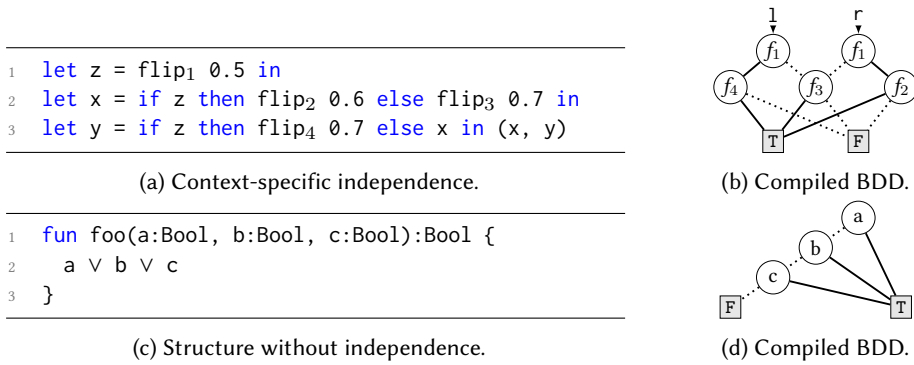 1 let z = flip1 0.5 in
2 let x = if z then flip2 0.6 else flip3 0.7 in
3 let y = if z then flip4 0.7 else x in (x, y)
(a) Context-specific independence.
l r
f1 f1
f4 f3 f2
T F
(b) Compiled BDD.
1 fun foo(a:Bool, b:Bool, c:Bool):Bool {
2 a ∨ b ∨ c
3 }
(c) Structure without independence.
a
b
c
F T
(d) Compiled BDD.